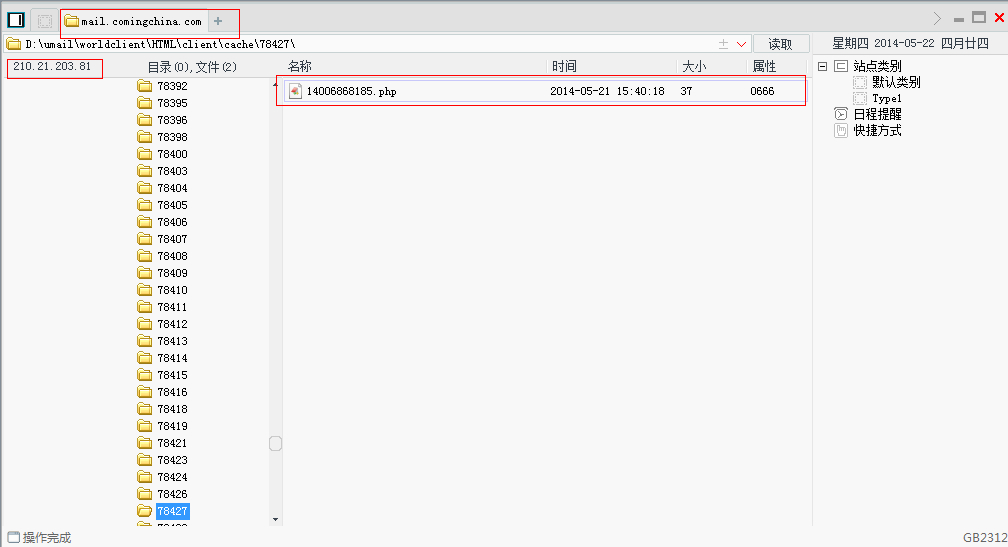 mail.comingchina.com +
D:\umail\worldclient\HTML\client\cache\78427\
读取
星期四 2014-05-22 四月廿四
210.21.203.81
目录(0),文件(2)
名称 时间 大小 属性
14006868185.php 2014-05-21 15:40:18 37 0666
78392
78395
78396
78398
78400
78403
78404
78405
78406
78407
78408
78409
78410
78411
78412
78413
78414
78415
78416
78418
78419
78421
78423
78424
78426
78427
站点类别
默认类别
Type1
日程提醒
快捷方式
操作完成
GB2312